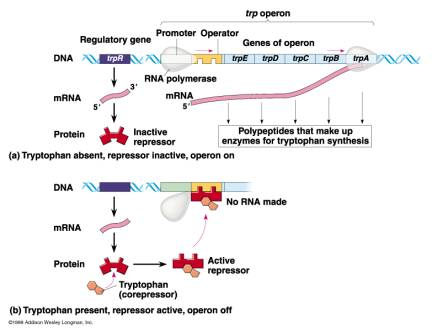 trp operon
Promoter Operator
Regulatory gene
Genes of operon
DNA
trpR
trpE trpD trpC trpB trpA
RNA polymerase
3'
mRNA
5'
mRNA
5'
Protein
Inactive
repressor
Polypeptides that make up
enzymes for tryptophan synthesis
(a) Tryptophan absent, repressor inactive, operon on
DNA
No RNA made
mRNA
Protein
Active
repressor
Tryptophan
(corepressor)
(b) Tryptophan present, repressor active, operon off
©1999 Addison Wesley Longman, Inc.